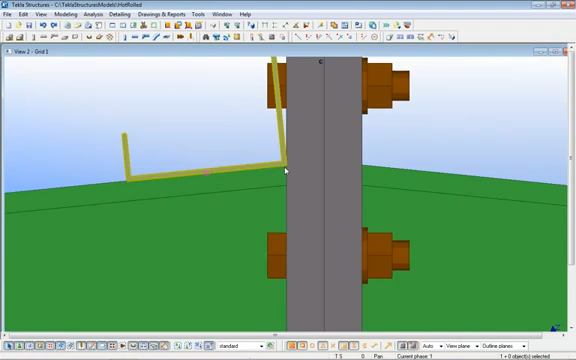 Tekla Structures - C:\TeklaStructuresModels\HotRolled
File Edit View Modeling Analysis Detailing Drawings & Reports Tools Window Help
View 2 - Grid 1
C
standard
Auto
View plane
Outline planes
T S 0 Pan Current phase: 1 1 + 0 object(s) selected